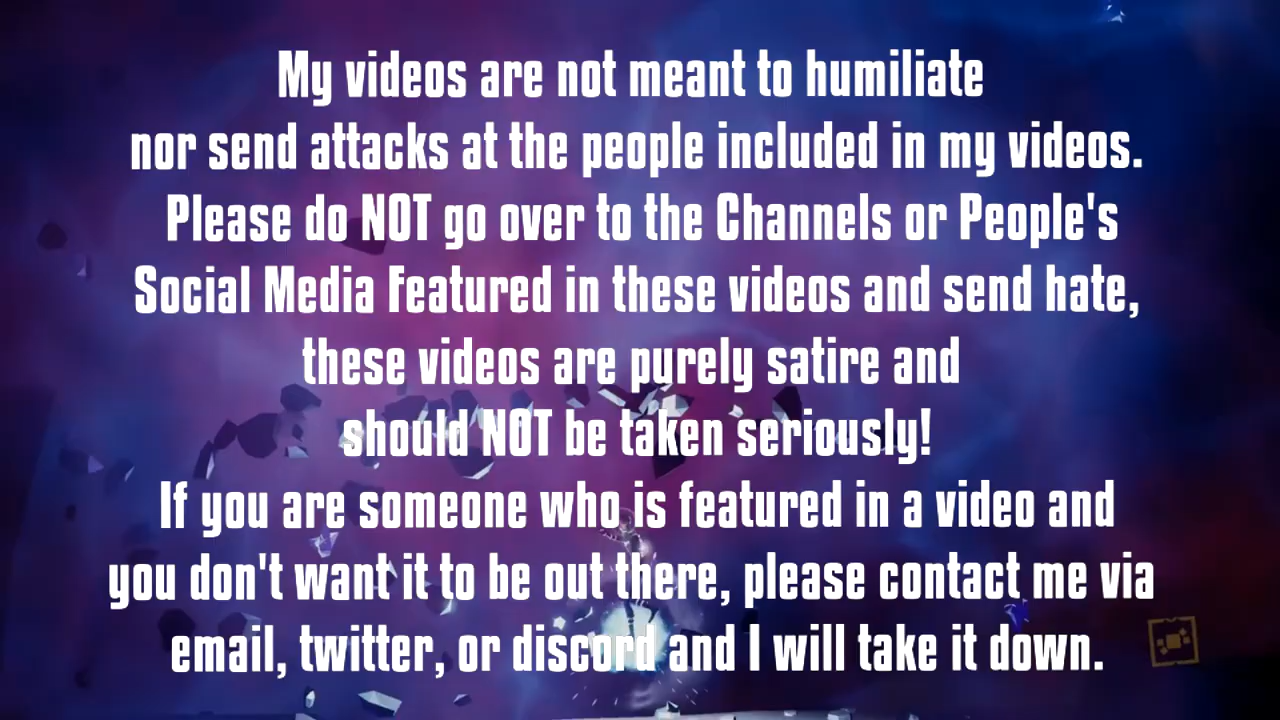 My videos are not meant to humiliate
nor send attacks at the people included in my videos.
Please do NOT go over to the Channels or People's
Social Media Featured in these videos and send hate,
these videos are purely satire and
should NOT be taken seriously!
If you are someone who is featured in a video and
you don't want it to be out there, please contact me via
email, twitter, or discord and I will take it down.